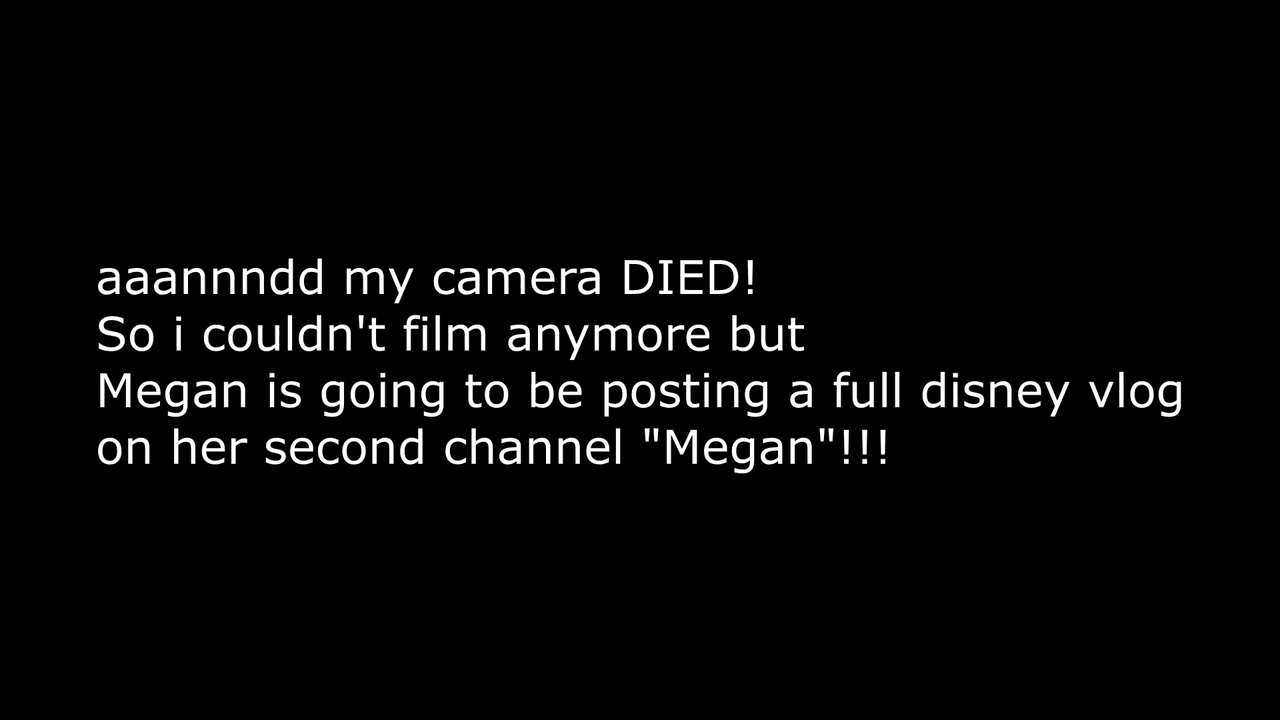 aaannndd my camera DIED!
So i couldn't film anymore but
Megan is going to be posting a full disney vlog
on her second channel "Megan"!!!